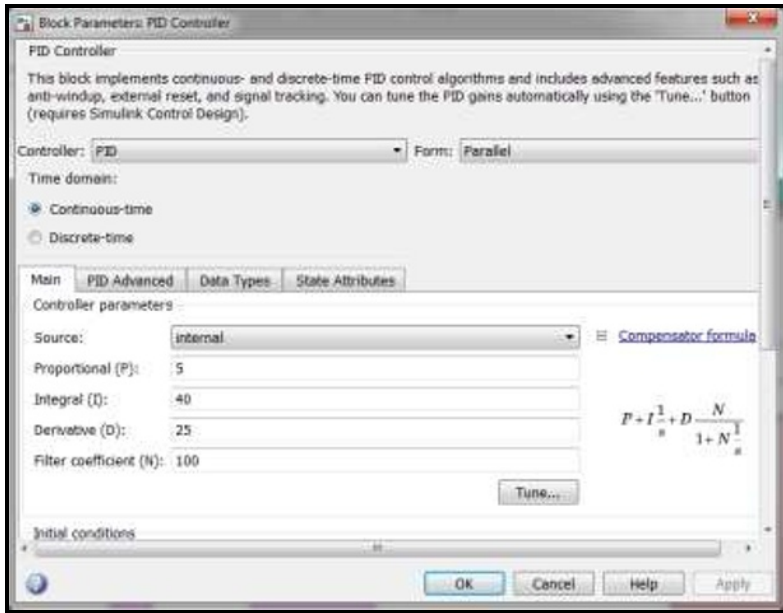 Block Parameters: PID Controller
PID Controller
This block implements continuous- and discrete-time PID control algorithms and includes advanced features such as
anti-windup, external reset, and signal tracking. You can tune the PID gains automatically using the 'Tune...' button
(requires Simulink Control Design).
Controller: PID Form: Parallel
Time domain:
Continuous-time
Discrete-time
Main PID Advanced Data Types State Attributes
Controller parameters
Source: internal Compensator formula
Proportional (P): 5
Integral (I): 40
Derivative (D): 25
Filter coefficient (N): 100
P+I 1/s +D N/(1+N 1/s)
Tune...
Initial conditions
OK Cancel Help Apply